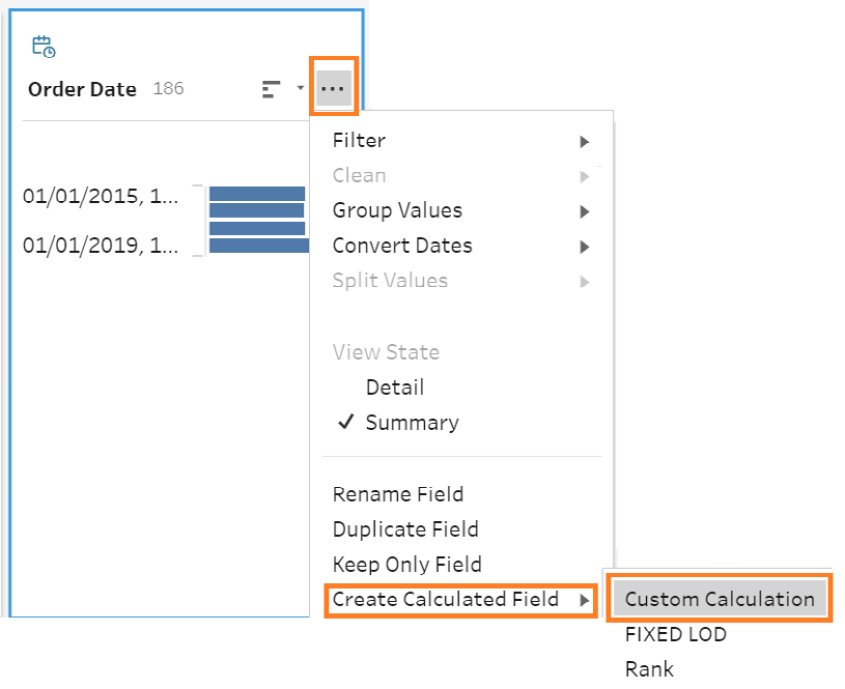 Order Date 186
Filter
Clean
01/01/2015, 1...
Group Values
01/01/2019, 1...
Convert Dates
Split Values
View State
Detail
Summary
Rename Field
Duplicate Field
Keep Only Field
Create Calculated Field
Custom Calculation
FIXED LOD
Rank